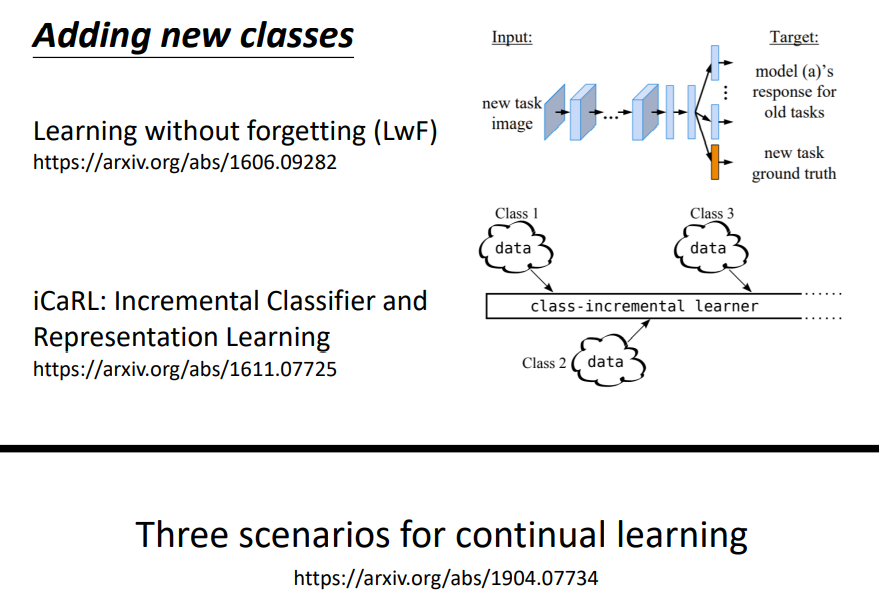 Adding new classes
Learning without forgetting (LwF)
https://arxiv.org/abs/1606.09282
Input:
Target:
new task
image
...
model (a)'s
response for
old tasks
new task
ground truth
iCaRL: Incremental Classifier and
Representation Learning
https://arxiv.org/abs/1611.07725
Class 1
data
Class 3
data
class-incremental learner
Class 2
data
Three scenarios for continual learning
https://arxiv.org/abs/1904.07734